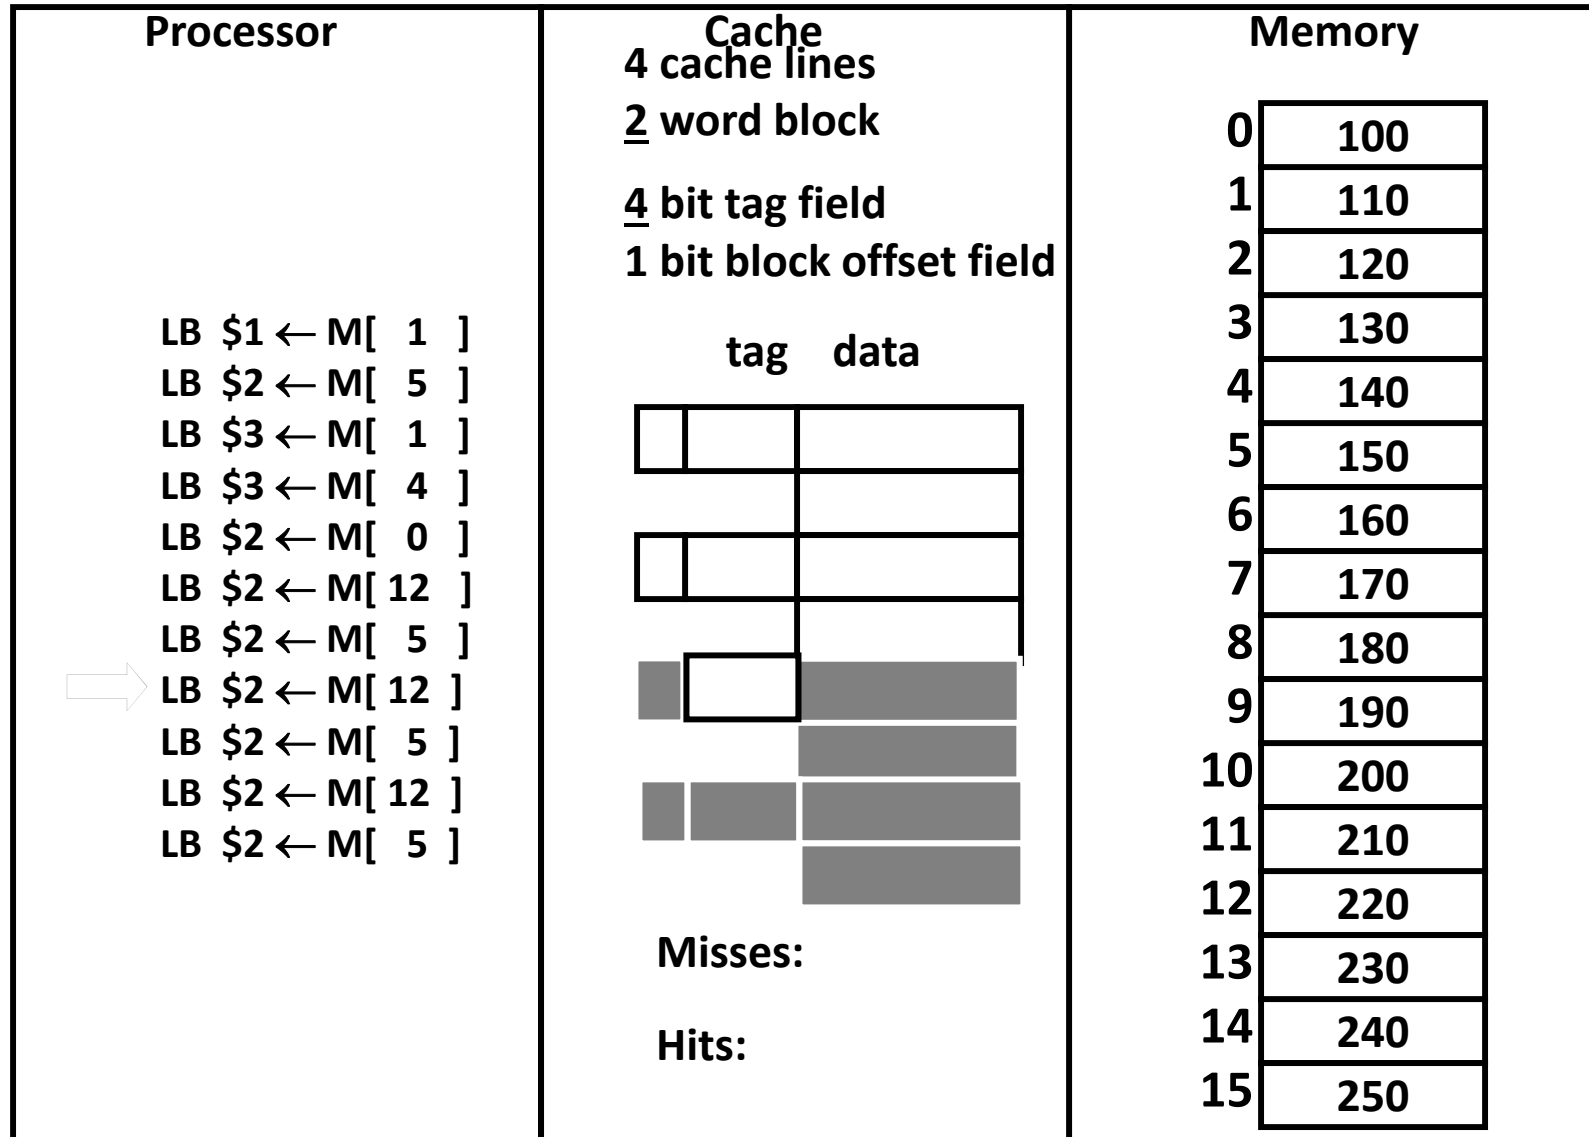 Processor
LB $1 ← M[ 1 ]
LB $2 ← M[ 5 ]
LB $3 ← M[ 1 ]
LB $3 ← M[ 4 ]
LB $2 ← M[ 0 ]
LB $2 ← M[ 12 ]
LB $2 ← M[ 5 ]
LB $2 ← M[ 12 ]
LB $2 ← M[ 5 ]
LB $2 ← M[ 12 ]
LB $2 ← M[ 5 ]
Cache
4 cache lines
2 word block
4 bit tag field
1 bit block offset field
tag data
Misses:
Hits:
Memory
0 100
1 110
2 120
3 130
4 140
5 150
6 160
7 170
8 180
9 190
10 200
11 210
12 220
13 230
14 240
15 250